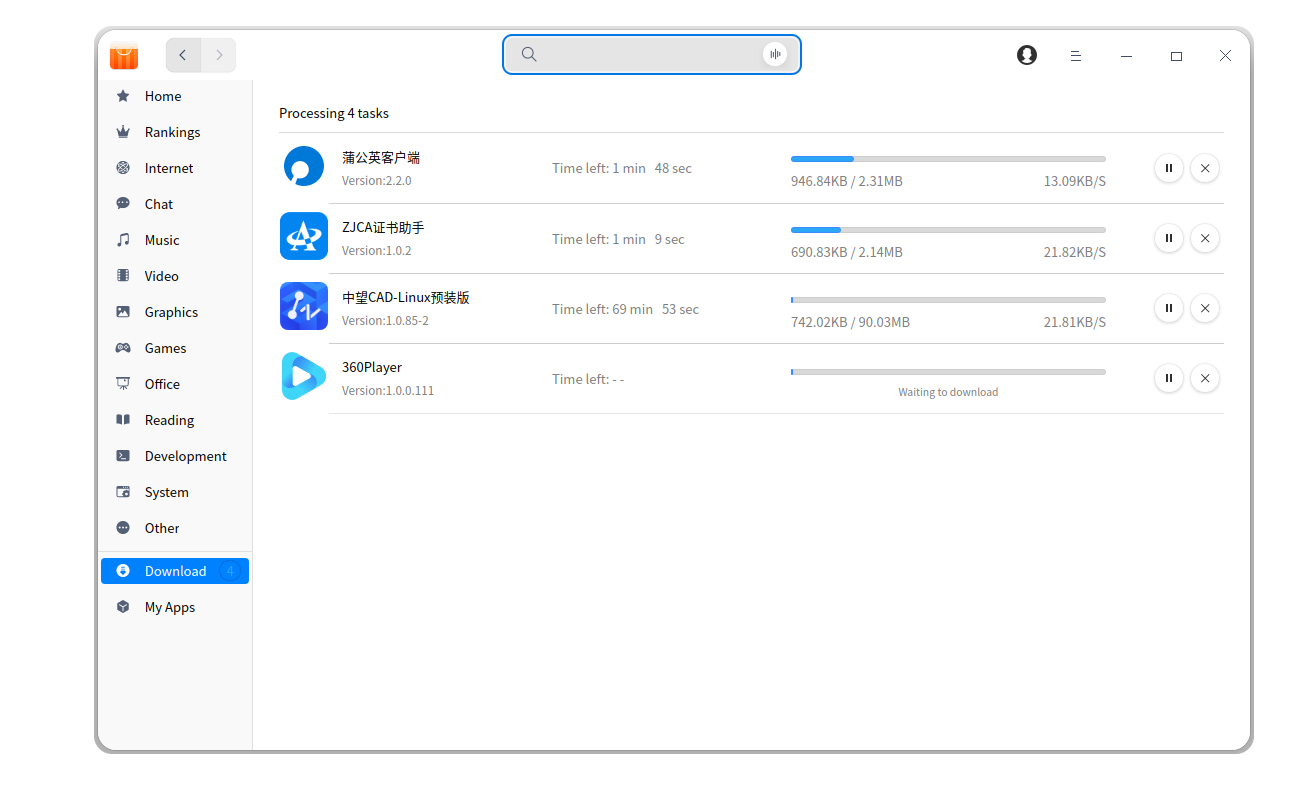 Home
Rankings
Internet
Chat
Music
Video
Graphics
Games
Office
Reading
Development
System
Other
Download 4
My Apps
Processing 4 tasks
蒲公英客户端
Version:2.2.0
Time left: 1 min 48 sec
946.84KB / 2.31MB 13.09KB/S
ZJCA证书助手
Version:1.0.2
Time left: 1 min 9 sec
690.83KB / 2.14MB 21.82KB/S
中望CAD-Linux预装版
Version:1.0.85-2
Time left: 69 min 53 sec
742.02KB / 90.03MB 21.81KB/S
360Player
Version:1.0.0.111
Time left: - -
Waiting to download